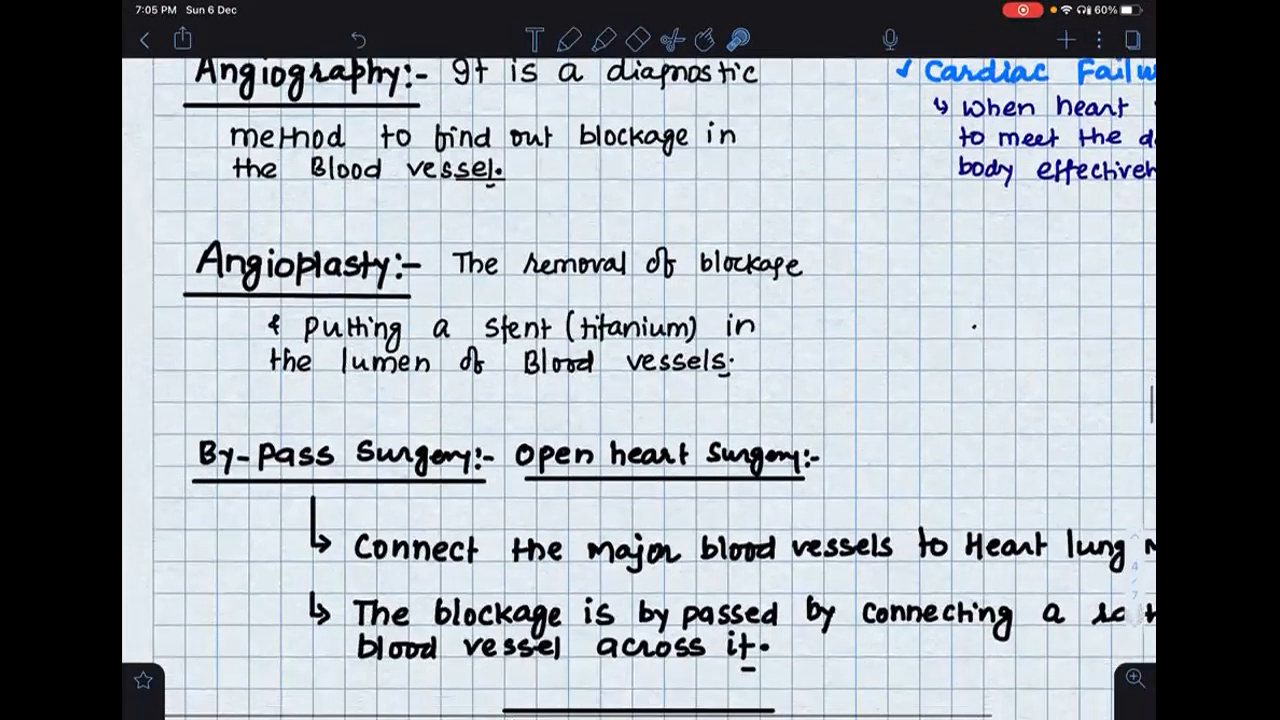 7:05 PM Sun 6 Dec
60%
Angiography:- It is a diagnostic
method to find out blockage in
the Blood vessel.
✓ Cardiac Failu
↳ When heart
to meet the d
body effectivel
Angioplasty:- The removal of blockage
& putting a stent (titanium) in
the lumen of Blood vessels.
By-Pass Surgery:- Open heart Surgery:-
↳ Connect the major blood vessels to Heart lung
↳ The blockage is by passed by connecting a
blood vessel across it.